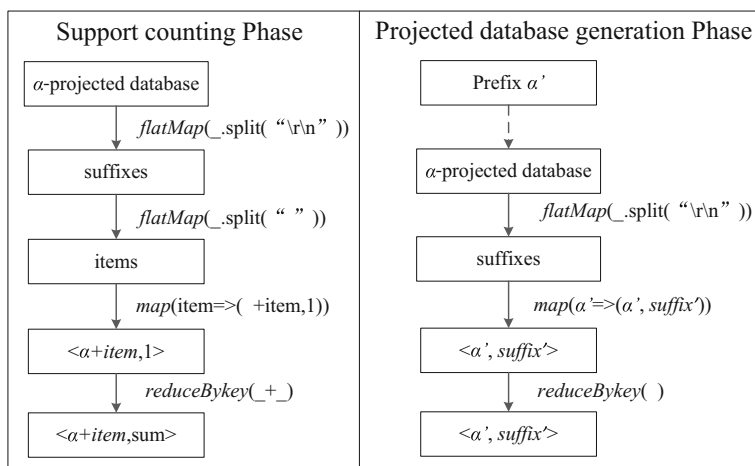 Support counting Phase
α-projected database
flatMap(_.split( “\r\n” ))
suffixes
flatMap(_.split( “ ” ))
items
map(item=>( +item,1))
<α+item,1>
reduceBykey(_+_)
<α+item,sum>
Projected database generation Phase
Prefix α’
α-projected database
flatMap(_.split( “\r\n” ))
suffixes
map(α’=>(α’, suffix’))
<α’, suffix’>
reduceBykey( )
<α’, suffix’>